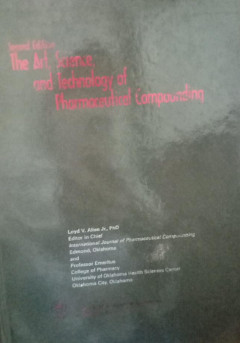 Second Edition
The Art, Science,
and Technology of
Pharmaceutical Compounding
Loyd V. Allen Jr., PhD
Editor in Chief
International Journal of Pharmaceutical Compounding
Edmond, Oklahoma
and
Professor Emeritus
College of Pharmacy
University of Oklahoma Health Sciences Center
Oklahoma City, Oklahoma